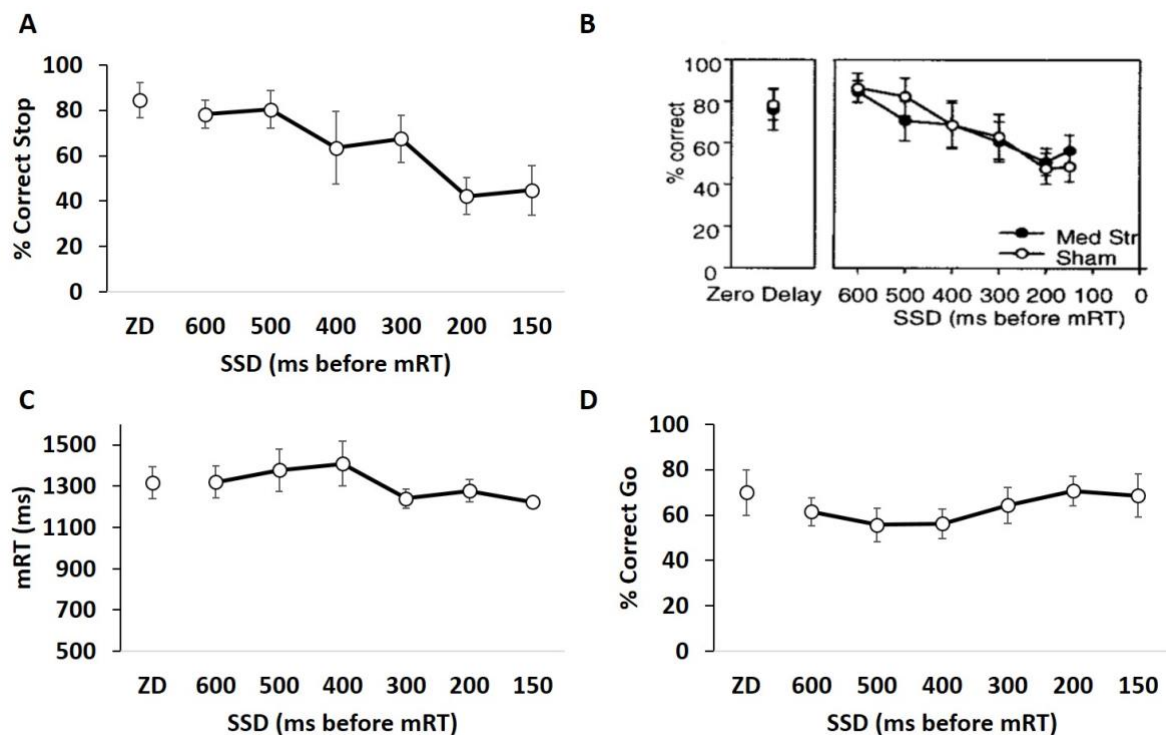 A
% Correct Stop
100
80
60
40
20
0
ZD 600 500 400 300 200 150
SSD (ms before mRT)
B
% correct
100
80
60
40
20
0
Med Str
Sham
Zero Delay 600 500 400 300 200 100 0
SSD (ms before mRT)
C
mRT (ms)
1500
1300
1100
900
700
500
ZD 600 500 400 300 200 150
SSD (ms before mRT)
D
% Correct Go
100
80
60
40
20
0
ZD 600 500 400 300 200 150
SSD (ms before mRT)